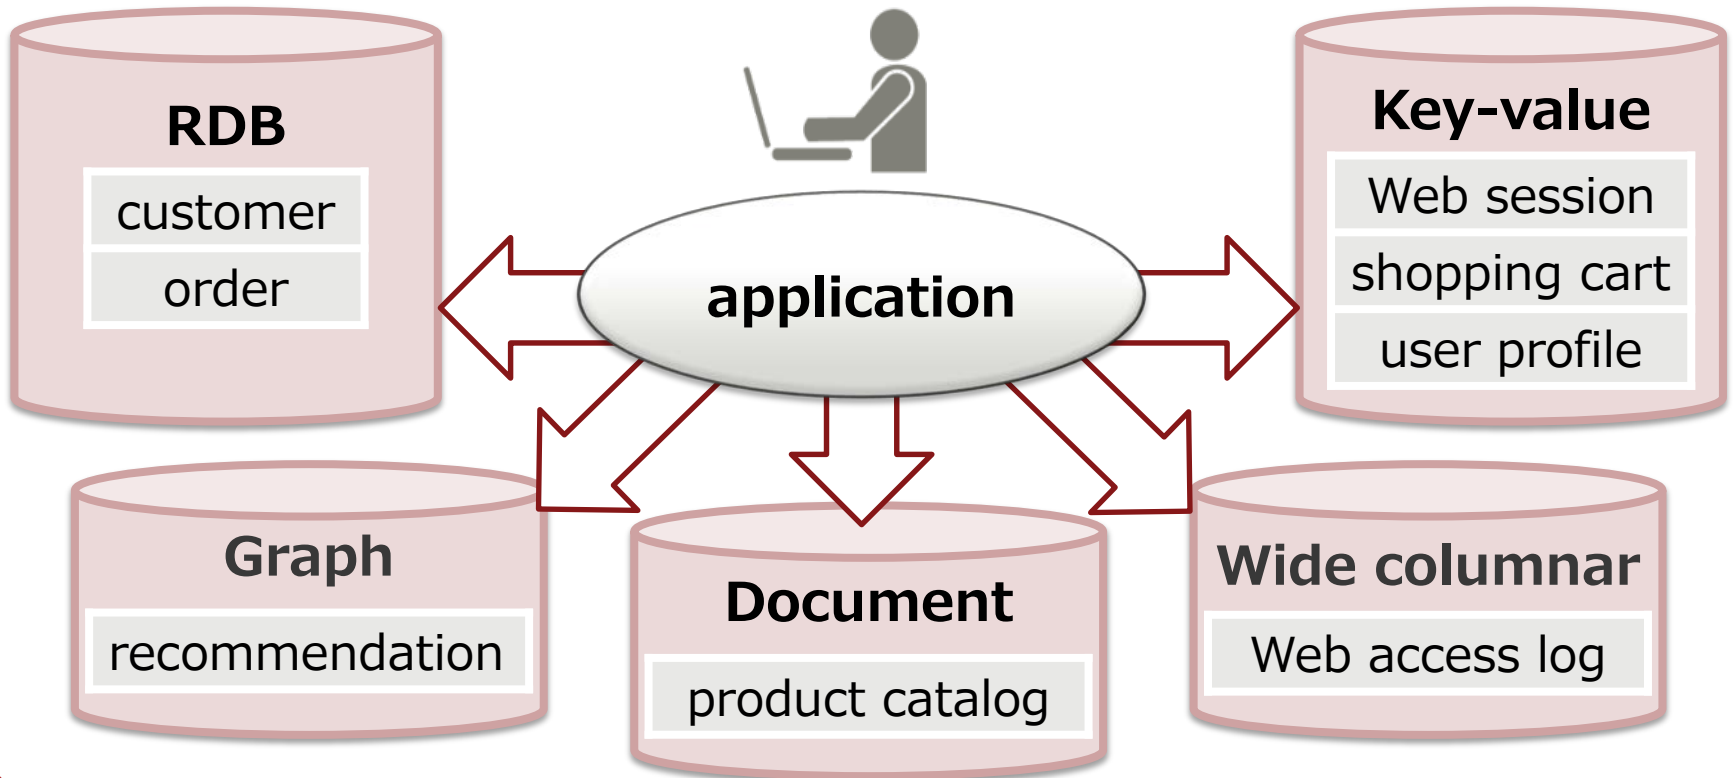 RDB
customer
order
application
Key-value
Web session
shopping cart
user profile
Graph
recommendation
Document
product catalog
Wide columnar
Web access log